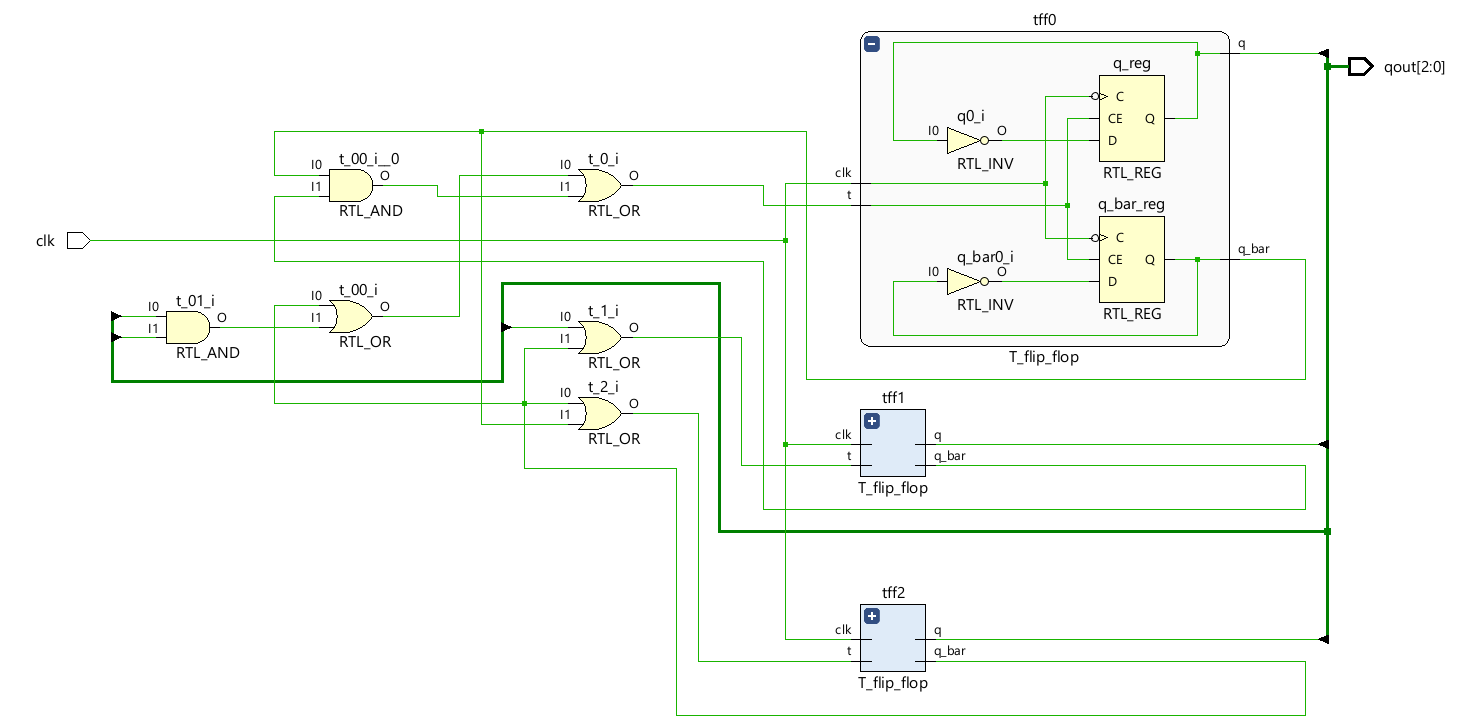 tff0
q
q_reg
qout[2:0]
C
q0_i
CE
Q
I0
O
D
t_00_i__0
t_0_i
RTL_INV
RTL_REG
I0
O
I0
O
clk
I1
I1
t
q_bar_reg
RTL_AND
RTL_OR
clk
C
q_bar
q_bar0_i
CE
Q
I0
O
D
t_00_i
RTL_INV
t_01_i
I0
O
t_1_i
RTL_REG
I0
O
I1
I0
O
I1
I1
RTL_AND
RTL_OR
T_flip_flop
RTL_OR
t_2_i
I0
O
tff1
I1
RTL_OR
clk
q
t
q_bar
T_flip_flop
tff2
clk
q
t
q_bar
T_flip_flop